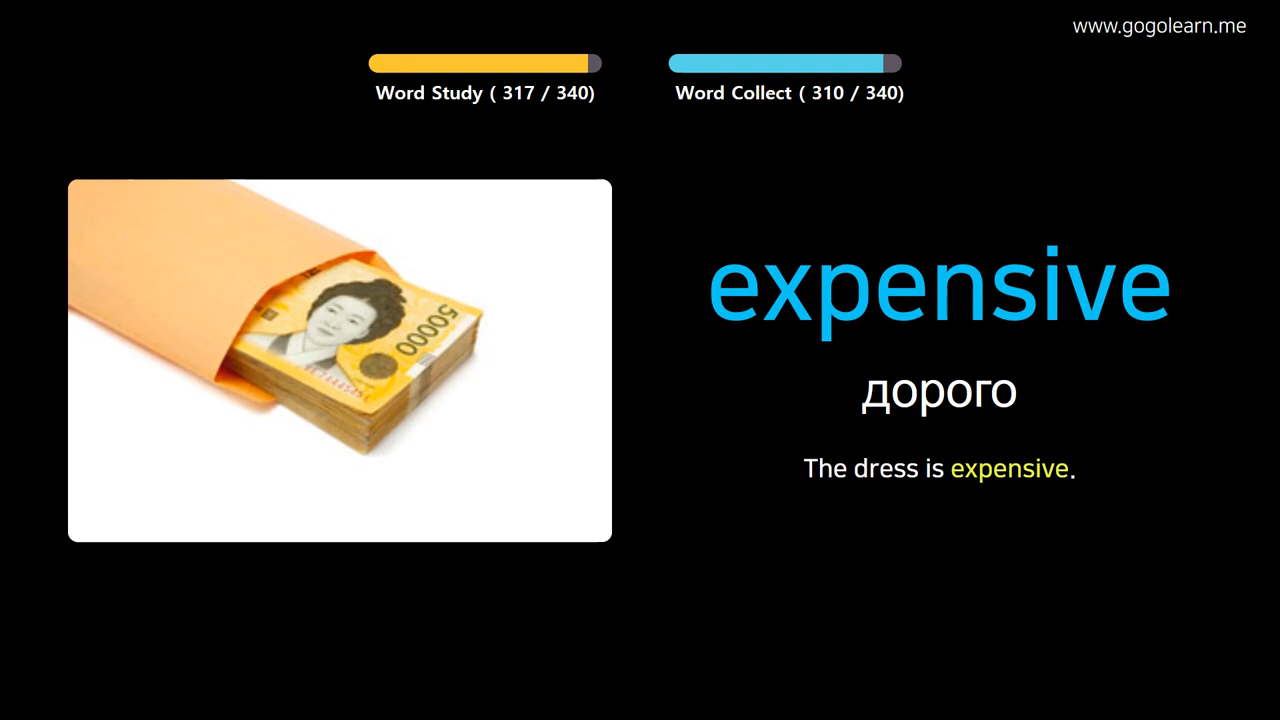 www.gogolearn.me
Word Study ( 317 / 340)
Word Collect ( 310 / 340)
50000
expensive
дорого
The dress is expensive.